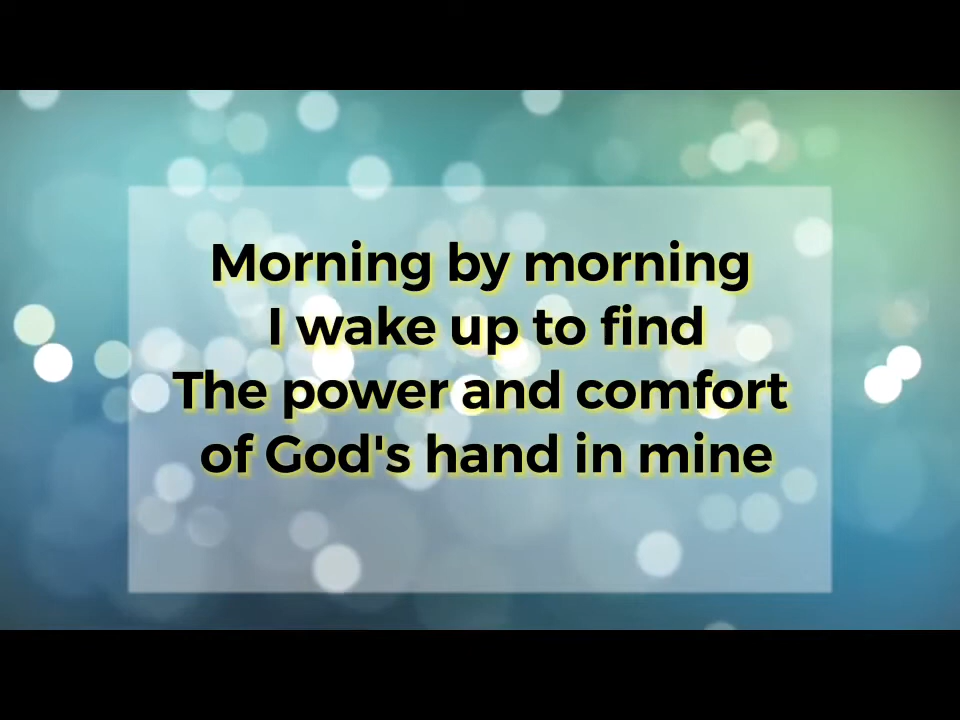 Morning by morning
I wake up to find
The power and comfort
of God's hand in mine